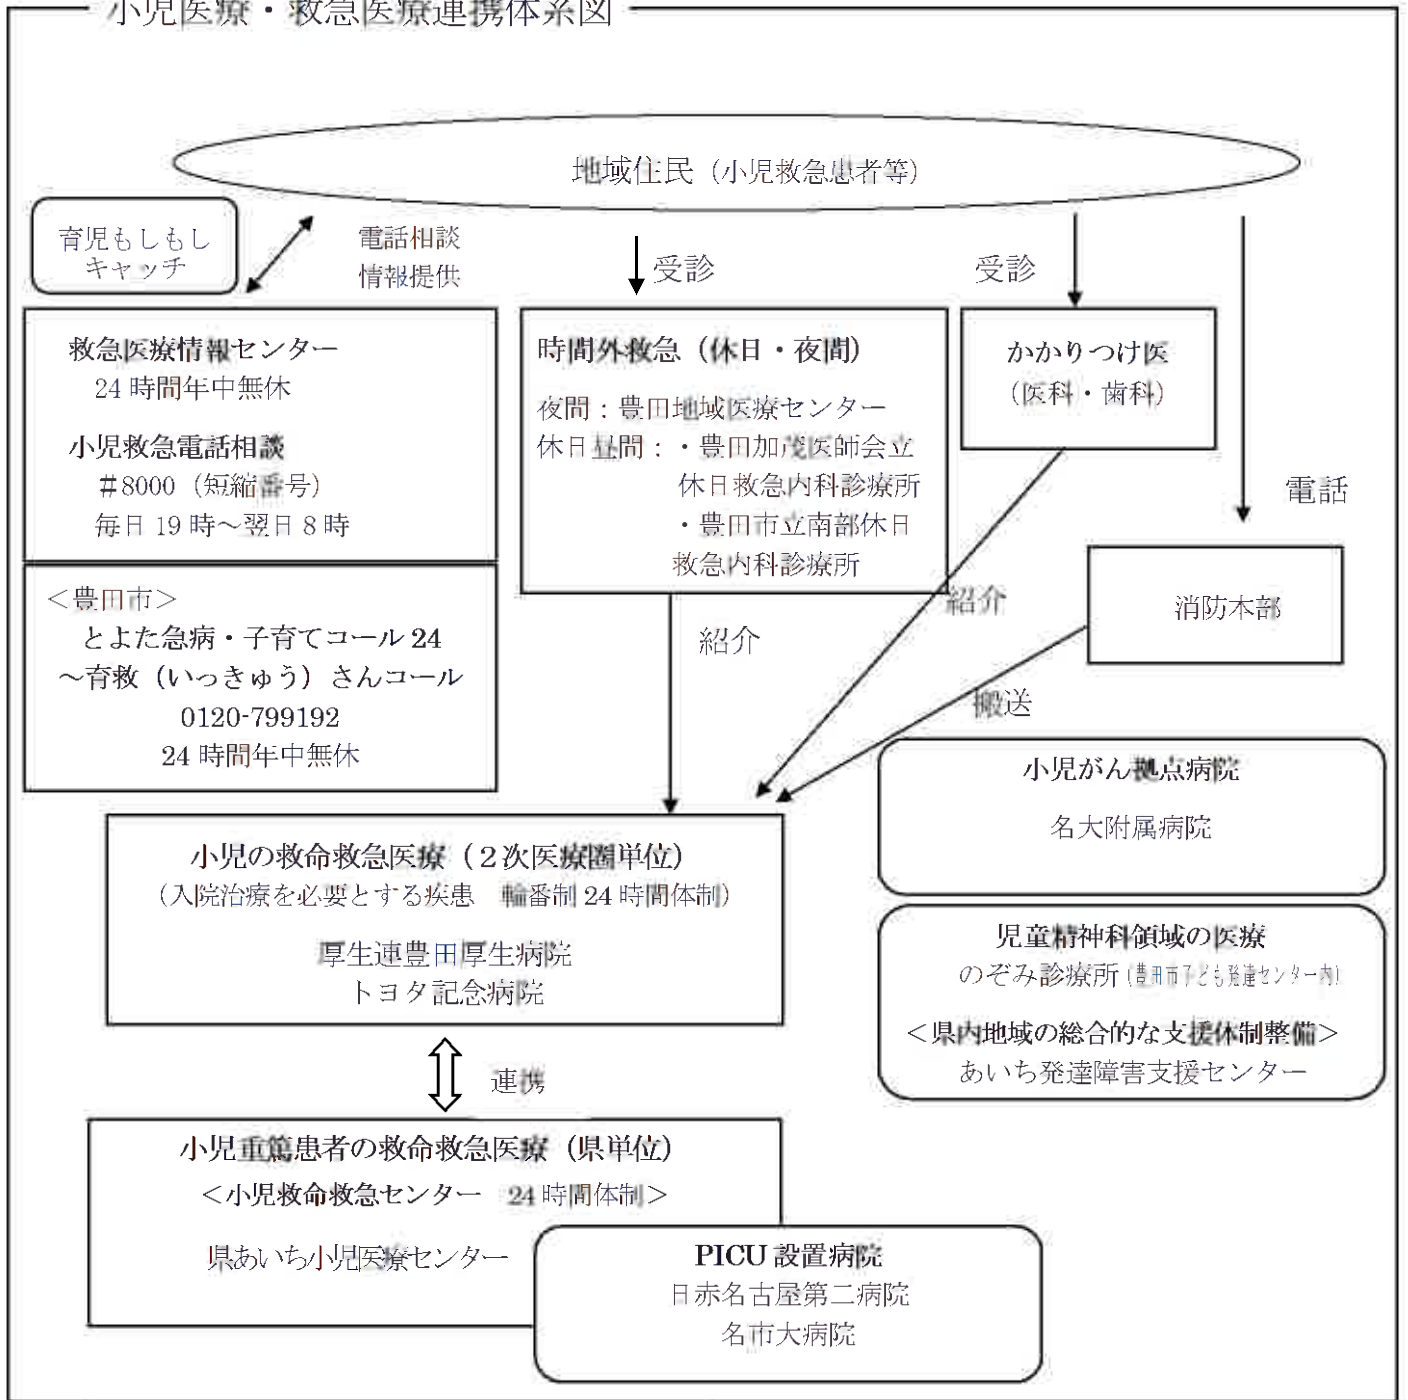 小児医療・救急医療連携体系図
地域住民（小児救急患者等）
育児もしもし
キャッチ
電話相談
情報提供
受診
受診
救急医療情報センター
24 時間年中無休
小児救急電話相談
＃8000（短縮番号）
毎日 19 時～翌日 8 時
＜豊田市＞
とよた急病・子育てコール 24
～育救（いっきゅう）さんコール
0120-799192
24 時間年中無休
時間外救急（休日・夜間）
夜間：豊田地域医療センター
休日昼間：・豊田加茂医師会立
休日救急内科診療所
・豊田市立南部休日
救急内科診療所
かかりつけ医
（医科・歯科）
電話
消防本部
紹介
紹介
搬送
小児の救命救急医療（２次医療圏単位）
（入院治療を必要とする疾患　輪番制 24 時間体制）
厚生連豊田厚生病院
トヨタ記念病院
小児がん拠点病院
名大附属病院
児童精神科領域の医療
のぞみ診療所（豊田市子ども発達センター内）
＜県内地域の総合的な支援体制整備＞
あいち発達障害支援センター
連携
小児重篤患者の救命救急医療（県単位）
＜小児救命救急センター　24 時間体制＞
県あいち小児医療センター
PICU 設置病院
日赤名古屋第二病院
名市大病院